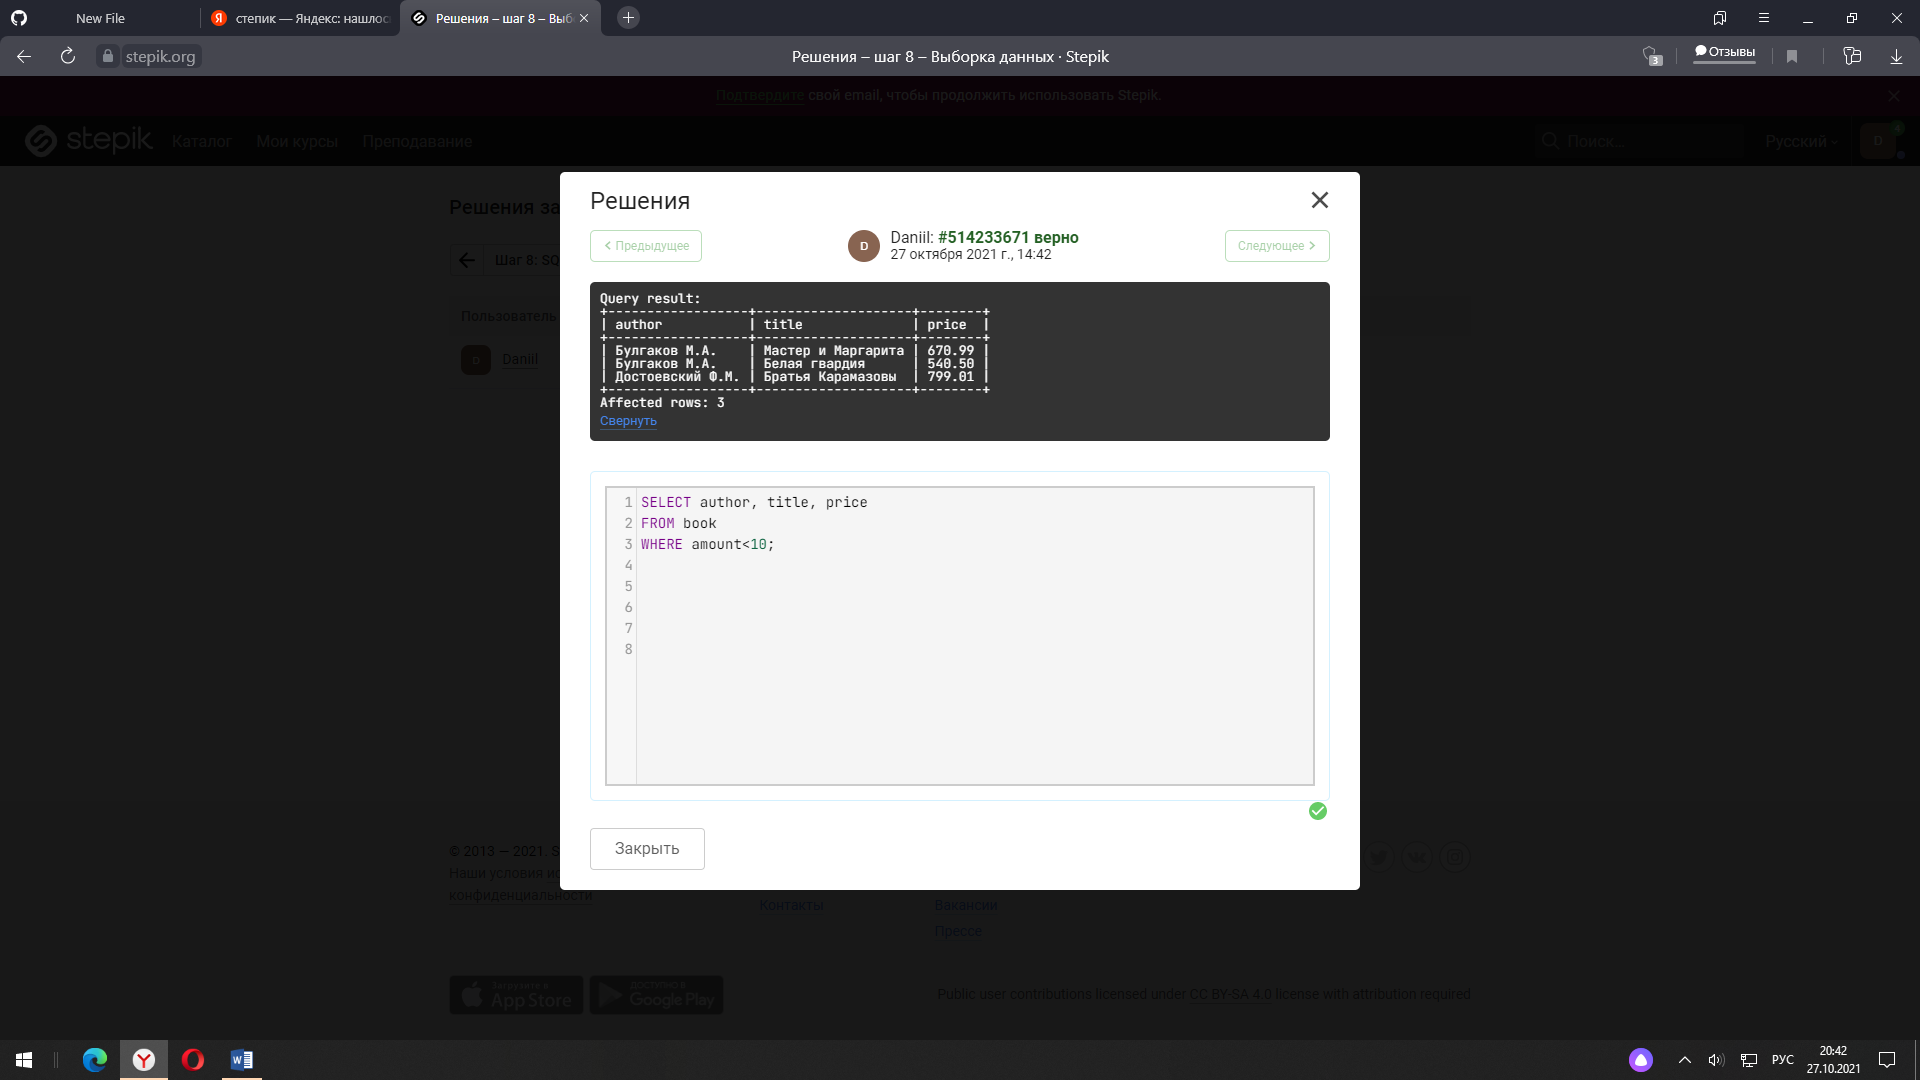 New File
степик — Яндекс: нашлос
Решения – шаг 8 – Выб
stepik.org
Решения – шаг 8 – Выборка данных · Stepik
3
Отзывы
Подтвердите свой email, чтобы продолжить использовать Stepik.
stepik
Каталог
Мои курсы
Преподавание
Поиск...
Русский
D
Решения за
Шаг 8: SQ
Пользователь
D
Daniil
Решения
Предыдущее
D
Daniil: #514233671 верно
27 октября 2021 г., 14:42
Следующее
Query result:
+------------------+--------------------+--------+
| author           | title              | price  |
+------------------+--------------------+--------+
| Булгаков М.А.    | Мастер и Маргарита | 670.99 |
| Булгаков М.А.    | Белая гвардия      | 540.50 |
| Достоевский Ф.М. | Братья Карамазовы  | 799.01 |
+------------------+--------------------+--------+
Affected rows: 3
Свернуть
1 SELECT author, title, price
2 FROM book
3 WHERE amount<10;
4
5
6
7
8
Закрыть
© 2013 — 2021. S
Наши условия ис
конфиденциальности
Контакты
Вакансии
Прессе
Загрузите в
App Store
ДОСТУПНО В
Google Play
Public user contributions licensed under CC BY-SA 4.0 license with attribution required
РУС
20:42
27.10.2021